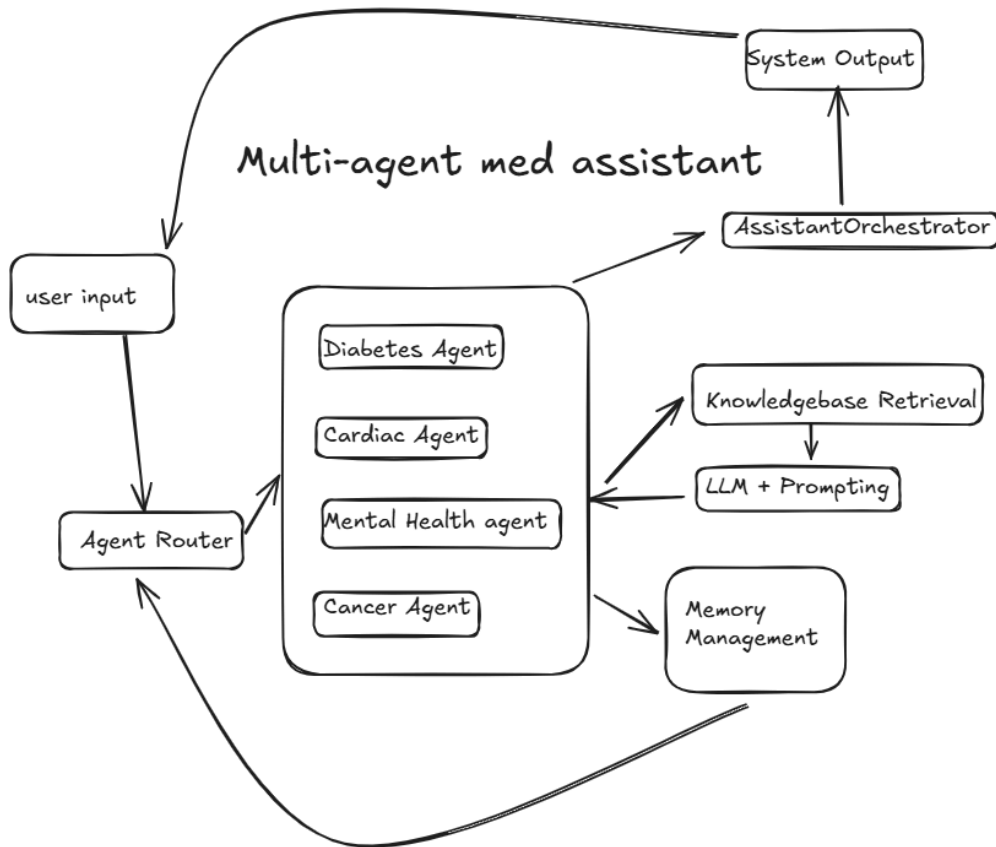 System Output
Multi-agent med assistant
AssistantOrchestrator
user input
Diabetes Agent
Cardiac Agent
Mental Health agent
Cancer Agent
Knowledgebase Retrieval
LLM + Prompting
Agent Router
Memory
Management